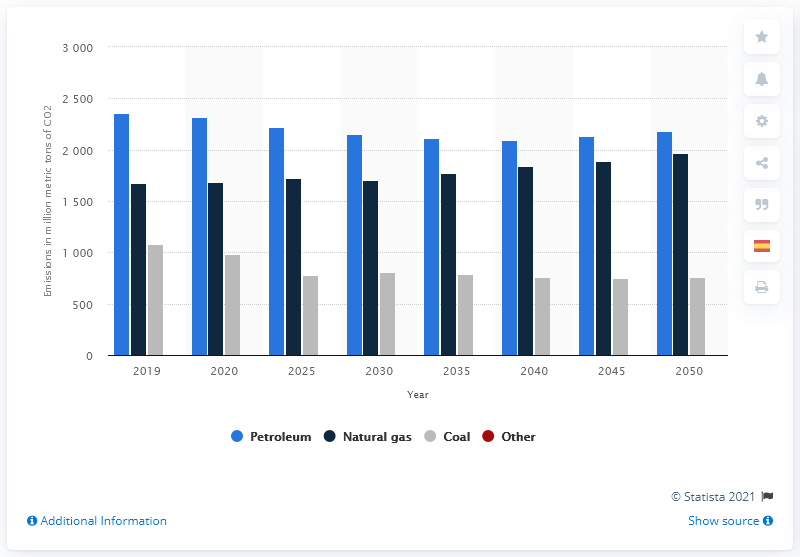 3 000
2 500
2 000
1 500
1 000
500
0
Emissions in million metric tons of CO2
2019 2020 2025 2030 2035 2040 2045 2050
Year
Petroleum Natural gas Coal Other
© Statista 2021
Additional Information Show source